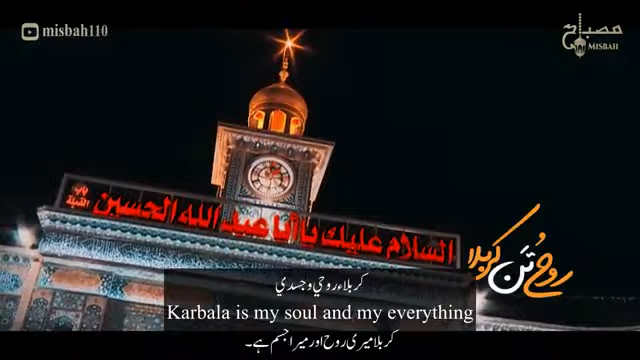 misbah110
مصباح
MISBAH
باب القبلة
السلام عليك يا أبا عبد الله الحسين
روحُ تَن کربلا
كربلاء روحي وجسدي
Karbala is my soul and my everything
کربلا میری روح اور میرا جسم ہے۔